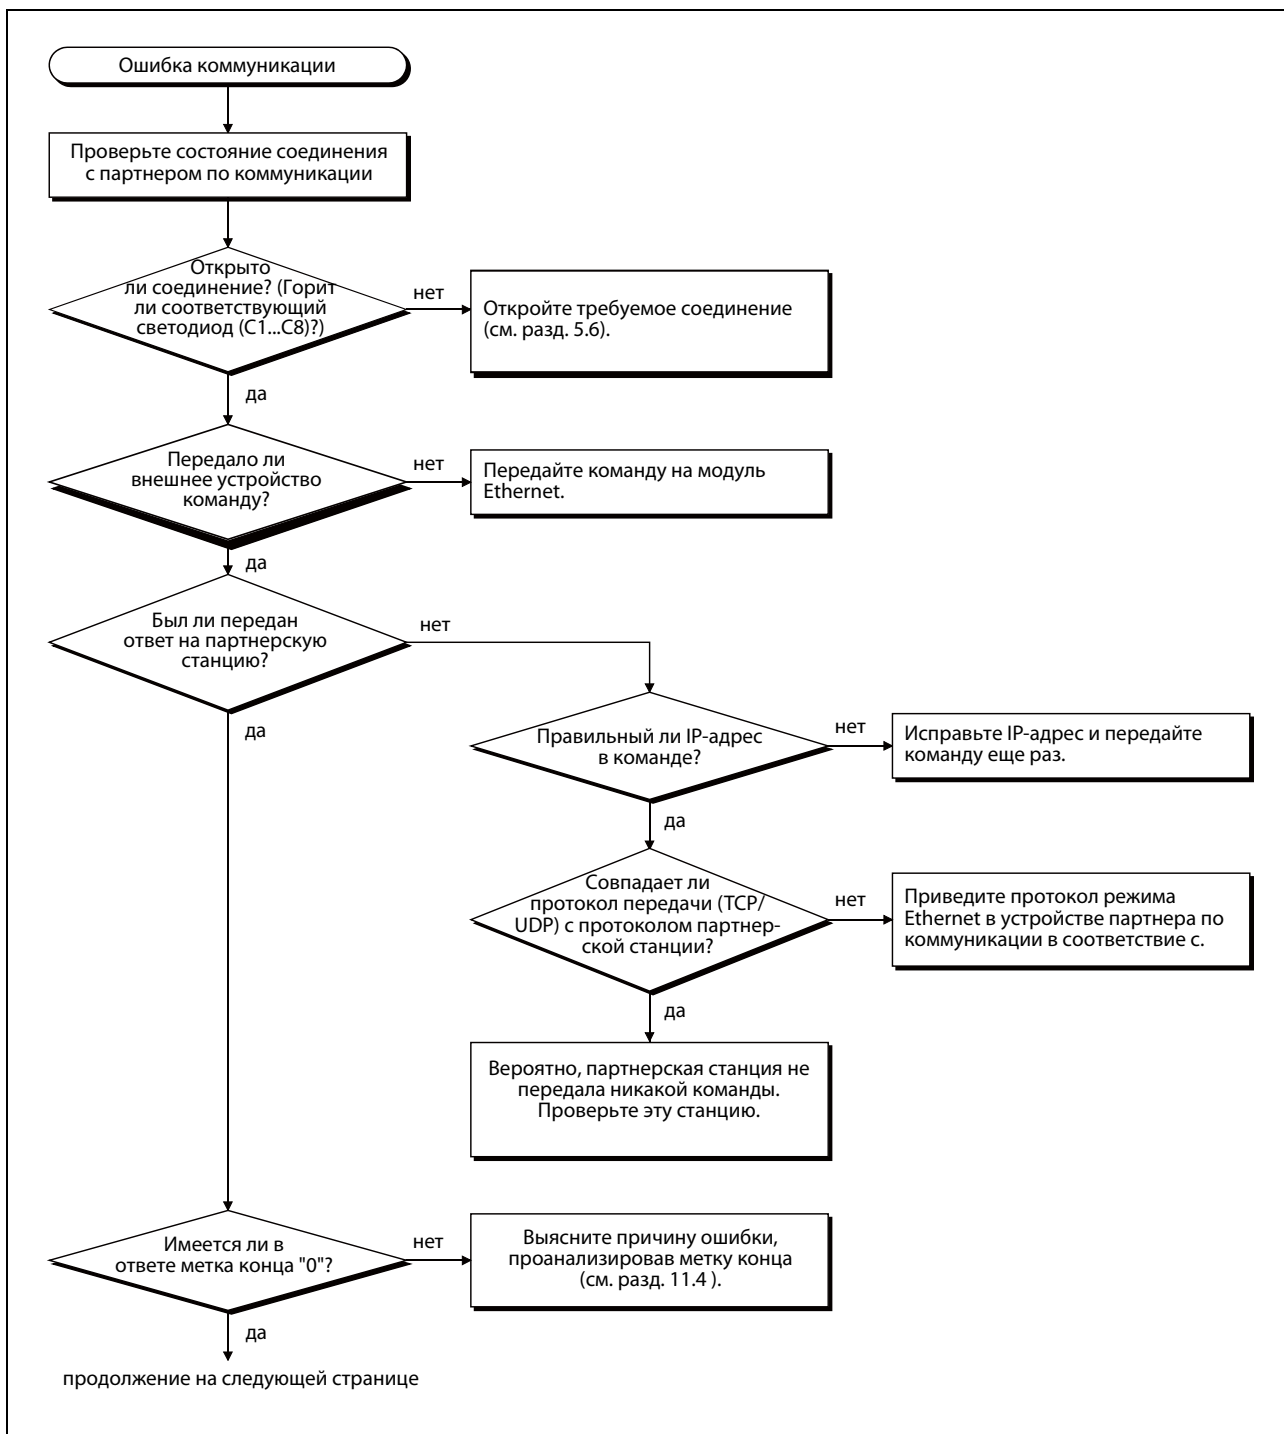 Ошибка коммуникации
Проверьте состояние соединения
с партнером по коммуникации
Открыто
ли соединение? (Горит
ли соответствующий
светодиод (C1...C8)?)
нет
Откройте требуемое соединение
(см. разд. 5.6).
да
Передало ли
внешнее устройство
команду?
нет
Передайте команду на модуль
Ethernet.
да
Был ли передан
ответ на партнерскую
станцию?
нет
да
Правильный ли IP-адрес
в команде?
нет
Исправьте IP-адрес и передайте
команду еще раз.
да
Совпадает ли
протокол передачи (TCP/
UDP) с протоколом партнер-
ской станции?
нет
Приведите протокол режима
Ethernet в устройстве партнера по
коммуникации в соответствие с.
да
Вероятно, партнерская станция не
передала никакой команды.
Проверьте эту станцию.
Имеется ли в
ответе метка конца "0"?
нет
Выясните причину ошибки,
проанализировав метку конца
(см. разд. 11.4 ).
да
продолжение на следующей странице